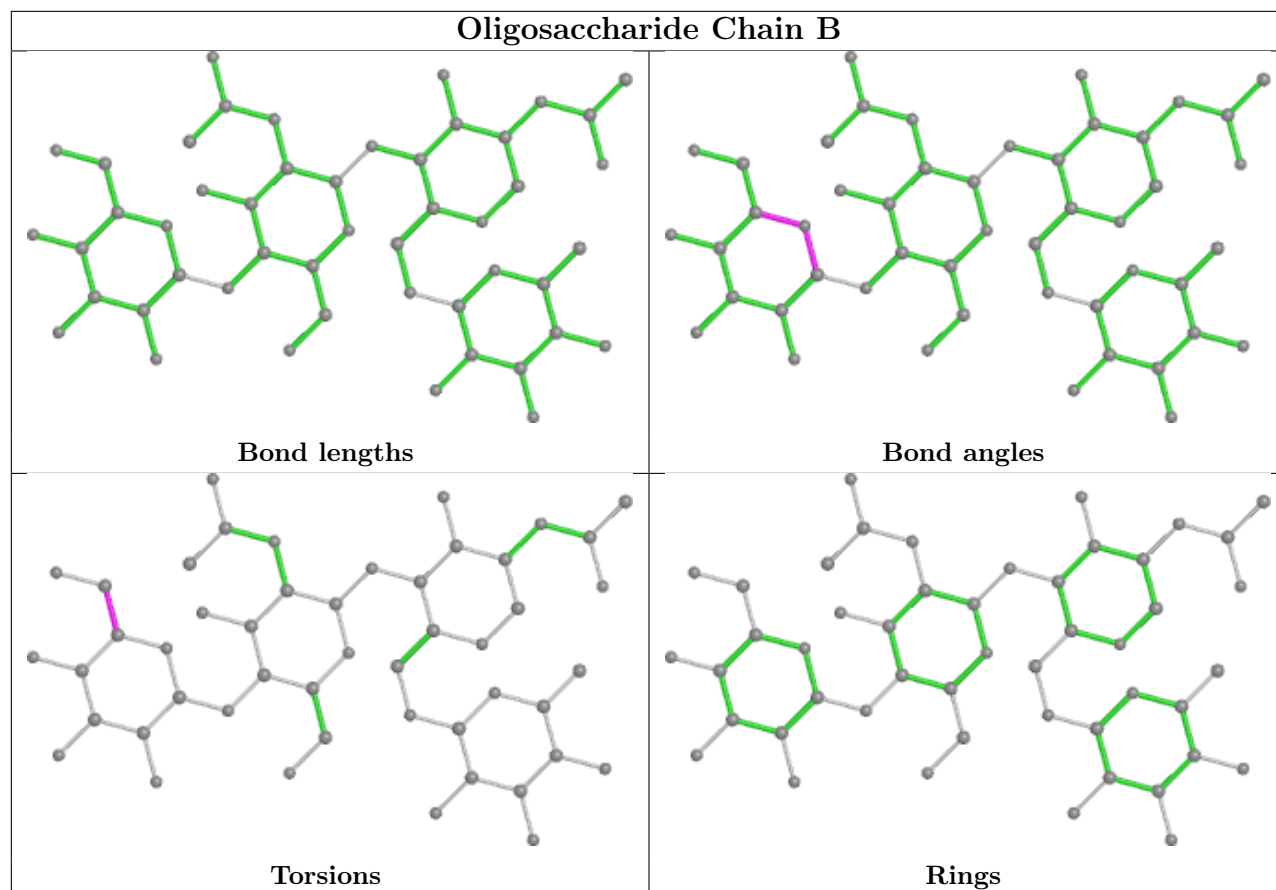 Oligosaccharide Chain B
Bond lengths
Bond angles
Torsions
Rings